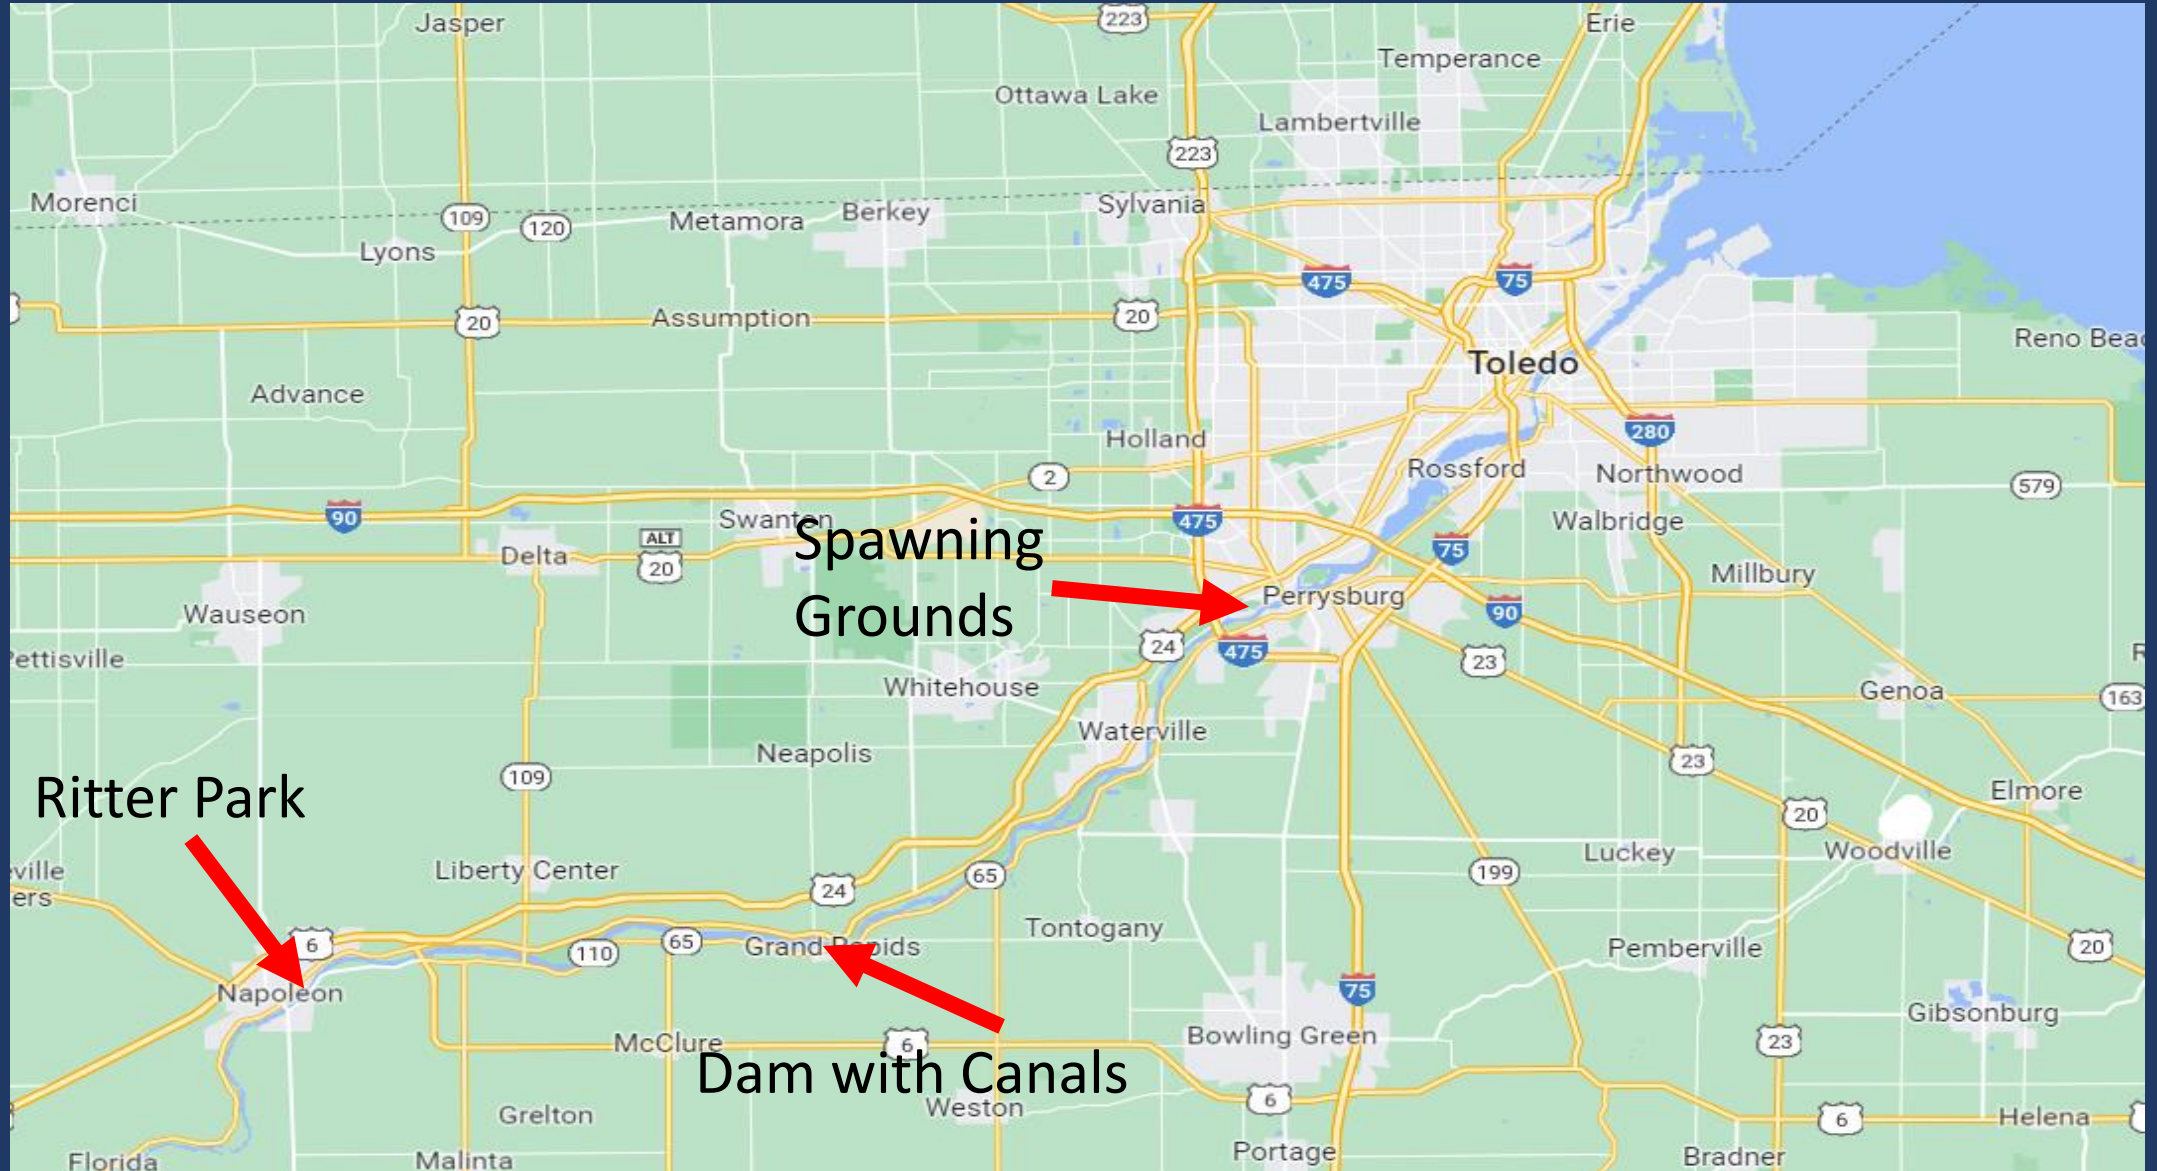 Jasper
223
Erie
Temperance
Ottawa Lake
Lambertville
223
Morenci
109
120
Metamora
Berkey
Sylvania
Lyons
475
75
20
Assumption
20
Reno Beac
Toledo
Advance
Holland
280
2
Rossford
Northwood
579
90
Swanton
475
Walbridge
Spawning
Grounds
Delta
ALT
20
75
Millbury
Perrysburg
Wauseon
90
24
475
23
Pettisville
R
Whitehouse
Genoa
163
Waterville
Neapolis
23
109
Ritter Park
Elmore
20
Luckey
Woodville
ville
ers
Liberty Center
24
65
199
6
110
65
Grand Rapids
Tontogany
Pemberville
20
Napoleon
75
Gibsonburg
McClure
6
Bowling Green
23
Dam with Canals
Weston
6
Grelton
6
Helena
Florida
Malinta
Portage
Bradner